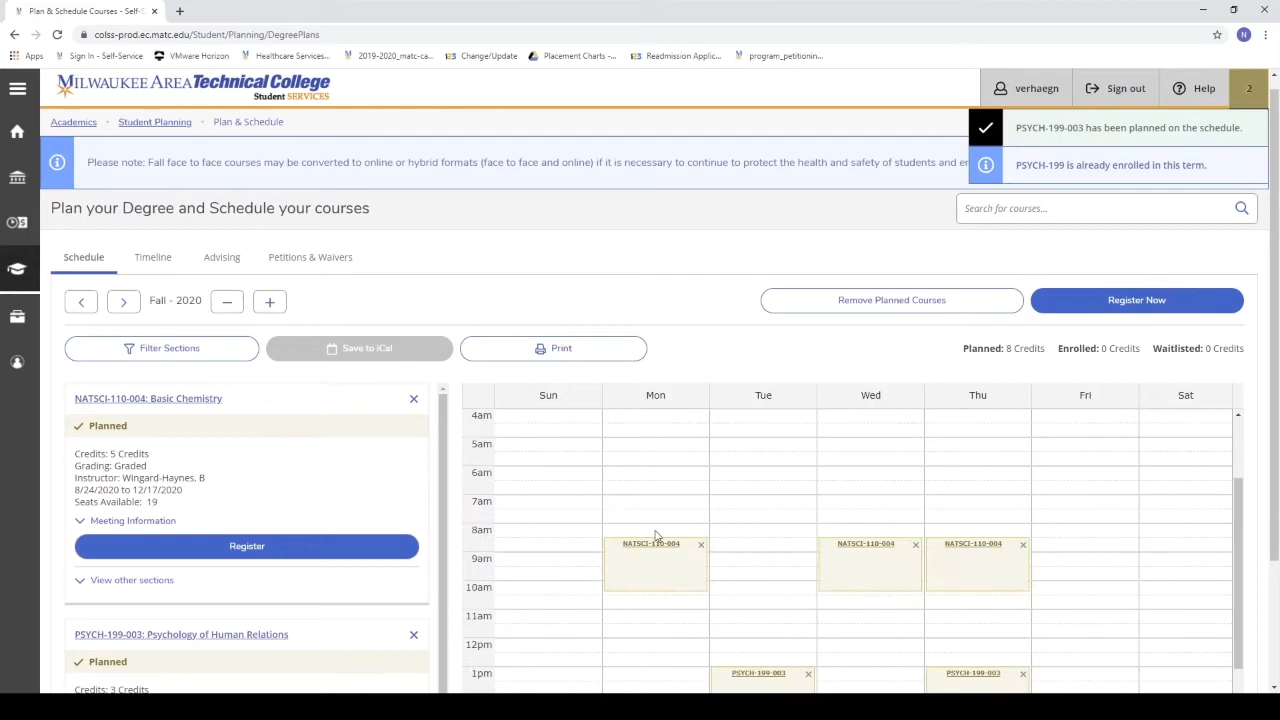 Plan & Schedule Courses - Self-S
colss-prod.ec.matc.edu/Student/Planning/DegreePlans
N
Apps
Sign In - Self-Service
VMware Horizon
Healthcare Services...
2019-2020_matc-ca...
123 Change/Update
Placement Charts -...
123 Readmission Applic...
program_petitionin...
MILWAUKEE AREA Technical College
Student SERVICES
verhaegn
Sign out
Help
2
Academics · Student Planning · Plan & Schedule
PSYCH-199-003 has been planned on the schedule.
Please note: Fall face to face courses may be converted to online or hybrid formats (face to face and online) if it is necessary to continue to protect the health and safety of students and
PSYCH-199 is already enrolled in this term.
Plan your Degree and Schedule your courses
Search for courses...
Schedule
Timeline
Advising
Petitions & Waivers
Fall - 2020
Remove Planned Courses
Register Now
Filter Sections
Save to iCal
Print
Planned: 8 Credits Enrolled: 0 Credits Waitlisted: 0 Credits
NATSCI-110-004: Basic Chemistry
Planned
Credits: 5 Credits
Grading: Graded
Instructor: Wingard-Haynes, B
8/24/2020 to 12/17/2020
Seats Available: 19
Meeting Information
Register
View other sections
PSYCH-199-003: Psychology of Human Relations
Planned
Credits: 3 Credits
Sun Mon Tue Wed Thu Fri Sat
4am
5am
6am
7am
8am
NATSCI-110-004 NATSCI-110-004 NATSCI-110-004
9am
10am
11am
12pm
1pm
PSYCH-199-003 PSYCH-199-003